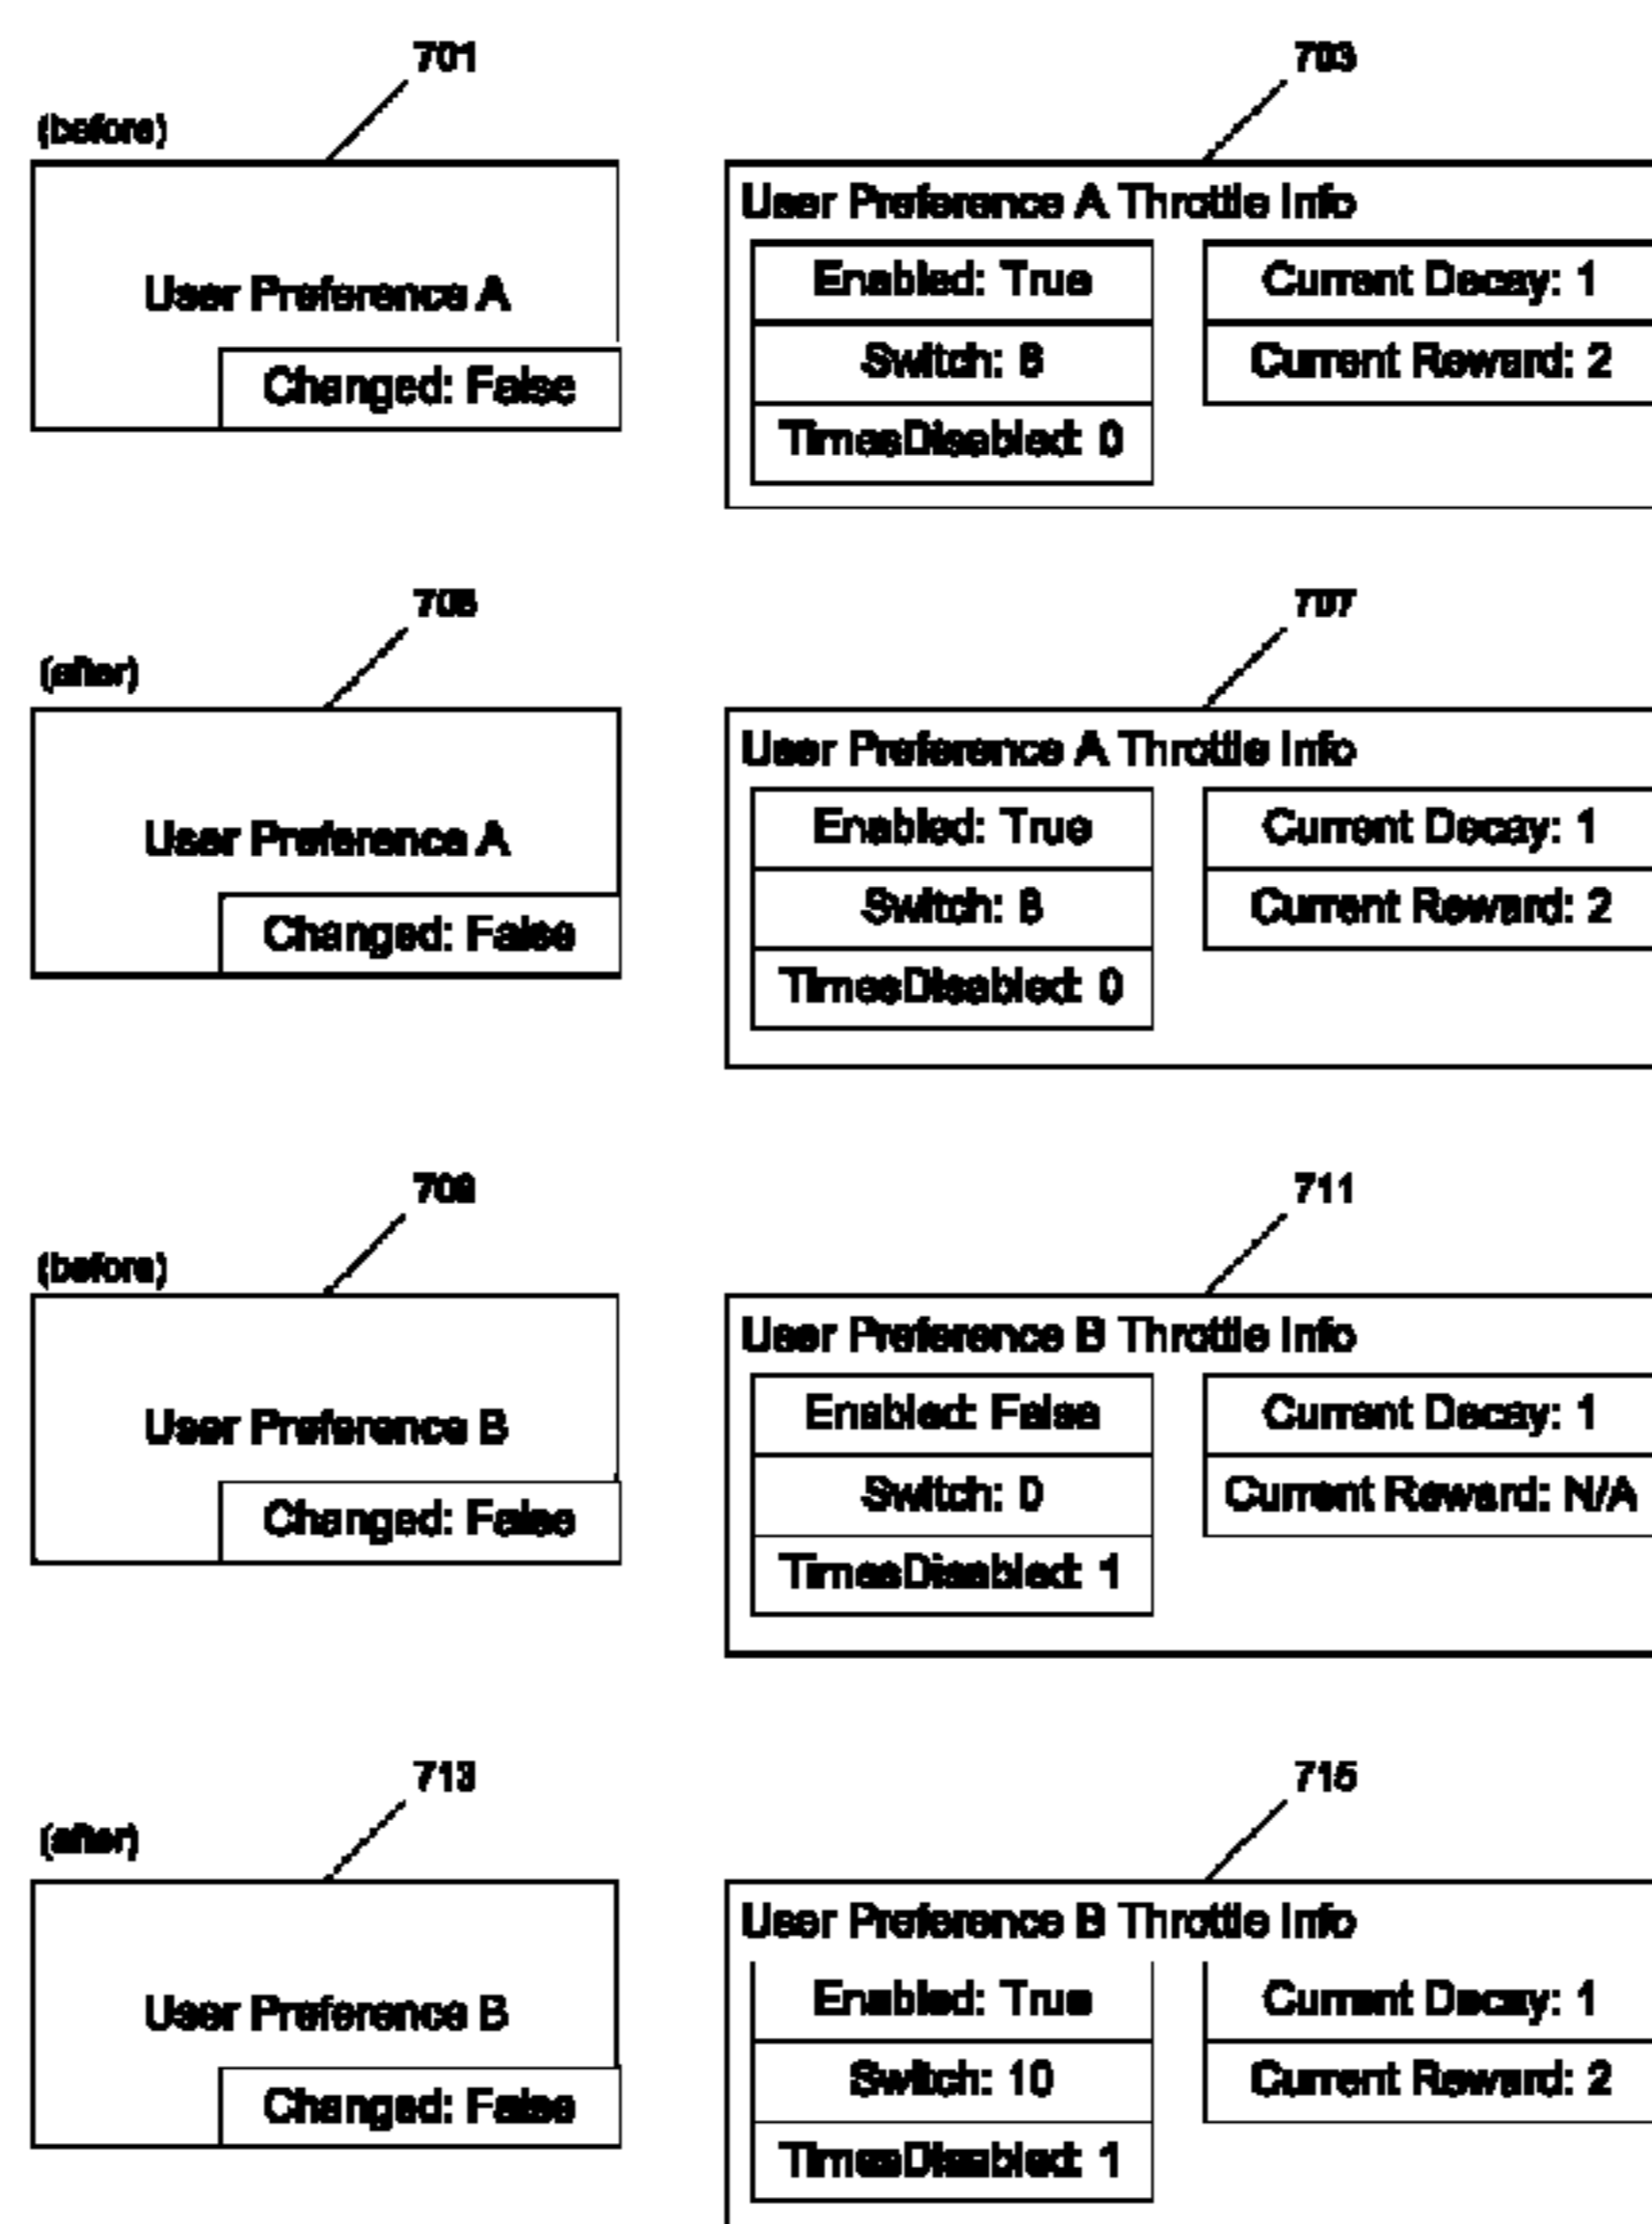 701
703
(before)
User Preference A
Changed: False
User Preference A Throttle Info
Enabled: True
Switch: 6
TimesDisabled: 0
Current Decay: 1
Current Reward: 2
705
707
(after)
User Preference A
Changed: False
User Preference A Throttle Info
Enabled: True
Switch: 8
TimesDisabled: 0
Current Decay: 1
Current Reward: 2
709
711
(before)
User Preference B
Changed: False
User Preference B Throttle Info
Enabled: False
Switch: 0
TimesDisabled: 1
Current Decay: 1
Current Reward: N/A
713
715
(after)
User Preference B
Changed: False
User Preference B Throttle Info
Enabled: True
Switch: 10
TimesDisabled: 1
Current Decay: 1
Current Reward: 2